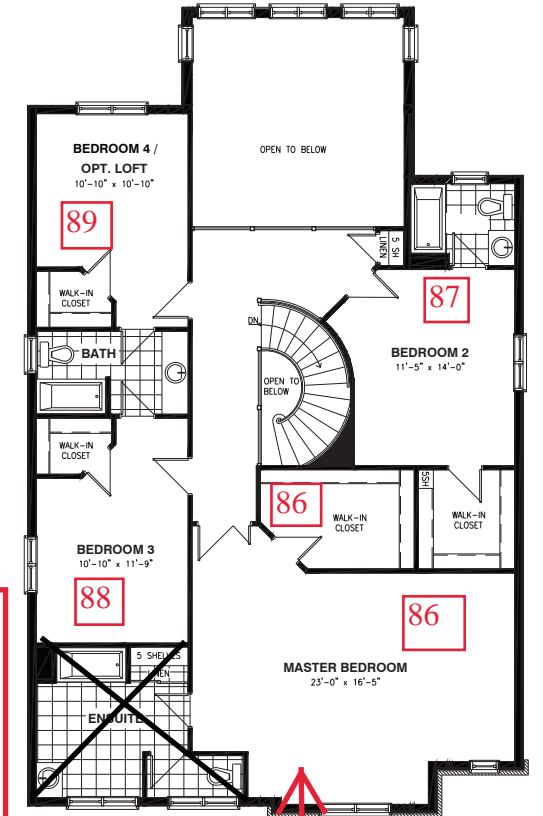 BEDROOM 4 /
OPT. LOFT
10'-10" x 10'-10"
89
OPEN TO BELOW
5 SH
LINEN
WALK-IN
CLOSET
87
DN.
BEDROOM 2
11'-5" x 14'-0"
BATH
OPEN TO
BELOW
WALK-IN
CLOSET
86
WALK-IN
CLOSET
5SH
WALK-IN
CLOSET
BEDROOM 3
10'-10" x 11'-9"
88
86
5 SHELVES
LINEN
MASTER BEDROOM
23'-0" x 16'-5"
ENSUITE